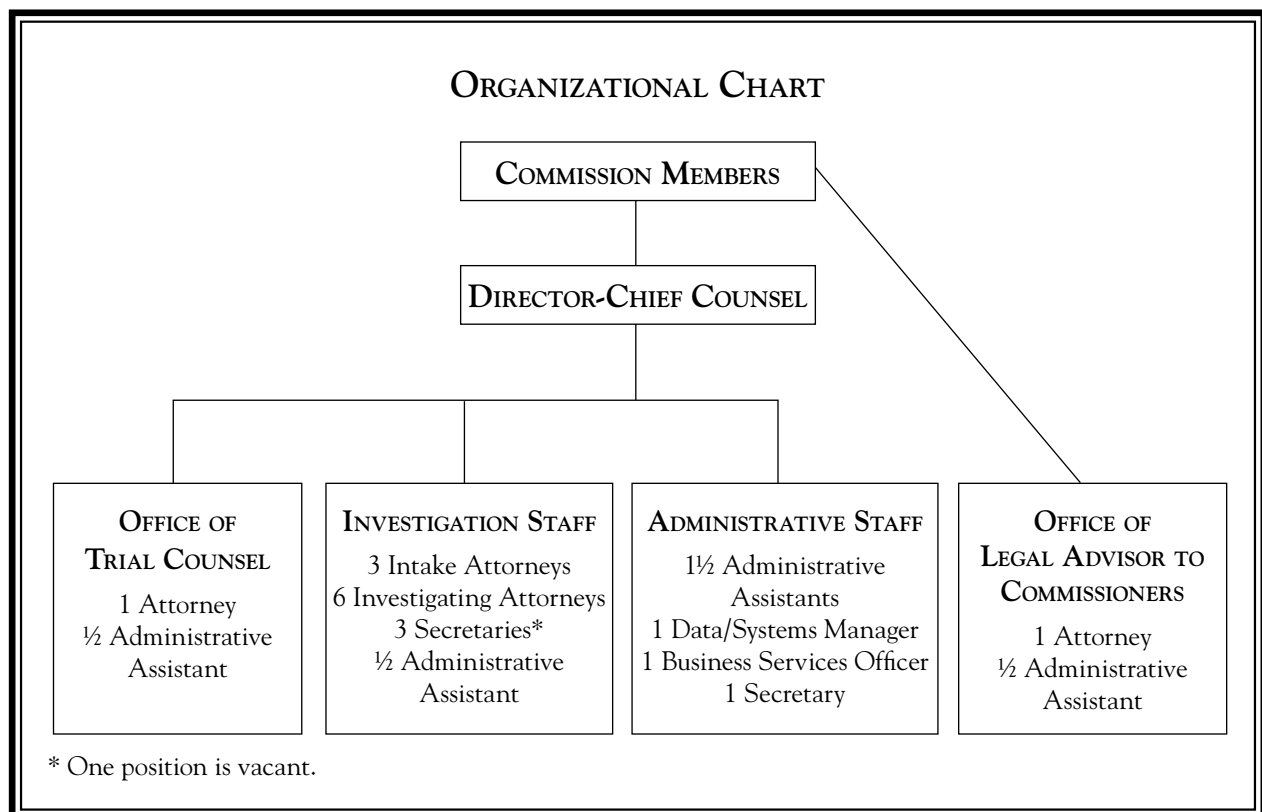 ORGANIZATIONAL CHART
COMMISSION MEMBERS
DIRECTOR-CHIEF COUNSEL
OFFICE OF
TRIAL COUNSEL
1 Attorney
½ Administrative
Assistant
INVESTIGATION STAFF
3 Intake Attorneys
6 Investigating Attorneys
3 Secretaries*
½ Administrative
Assistant
ADMINISTRATIVE STAFF
1½ Administrative
Assistants
1 Data/Systems Manager
1 Business Services Officer
1 Secretary
OFFICE OF
LEGAL ADVISOR TO
COMMISSIONERS
1 Attorney
½ Administrative
Assistant
* One position is vacant.